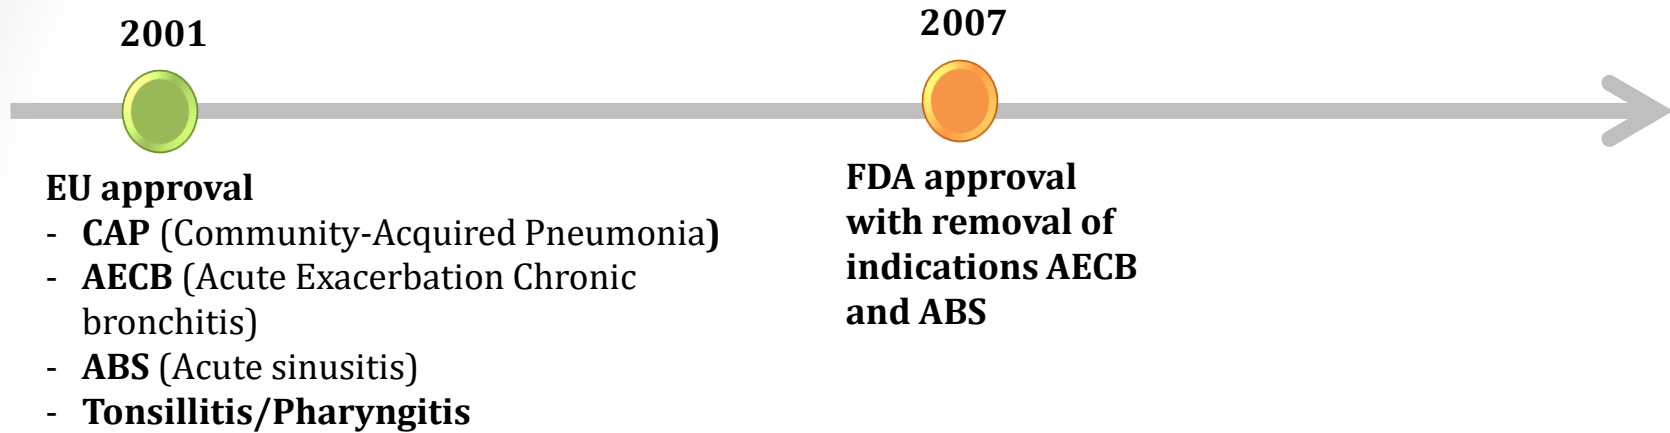 2001
EU approval
- CAP (Community-Acquired Pneumonia)
- AECB (Acute Exacerbation Chronic
bronchitis)
- ABS (Acute sinusitis)
- Tonsillitis/Pharyngitis
2007
FDA approval
with removal of
indications AECB
and ABS